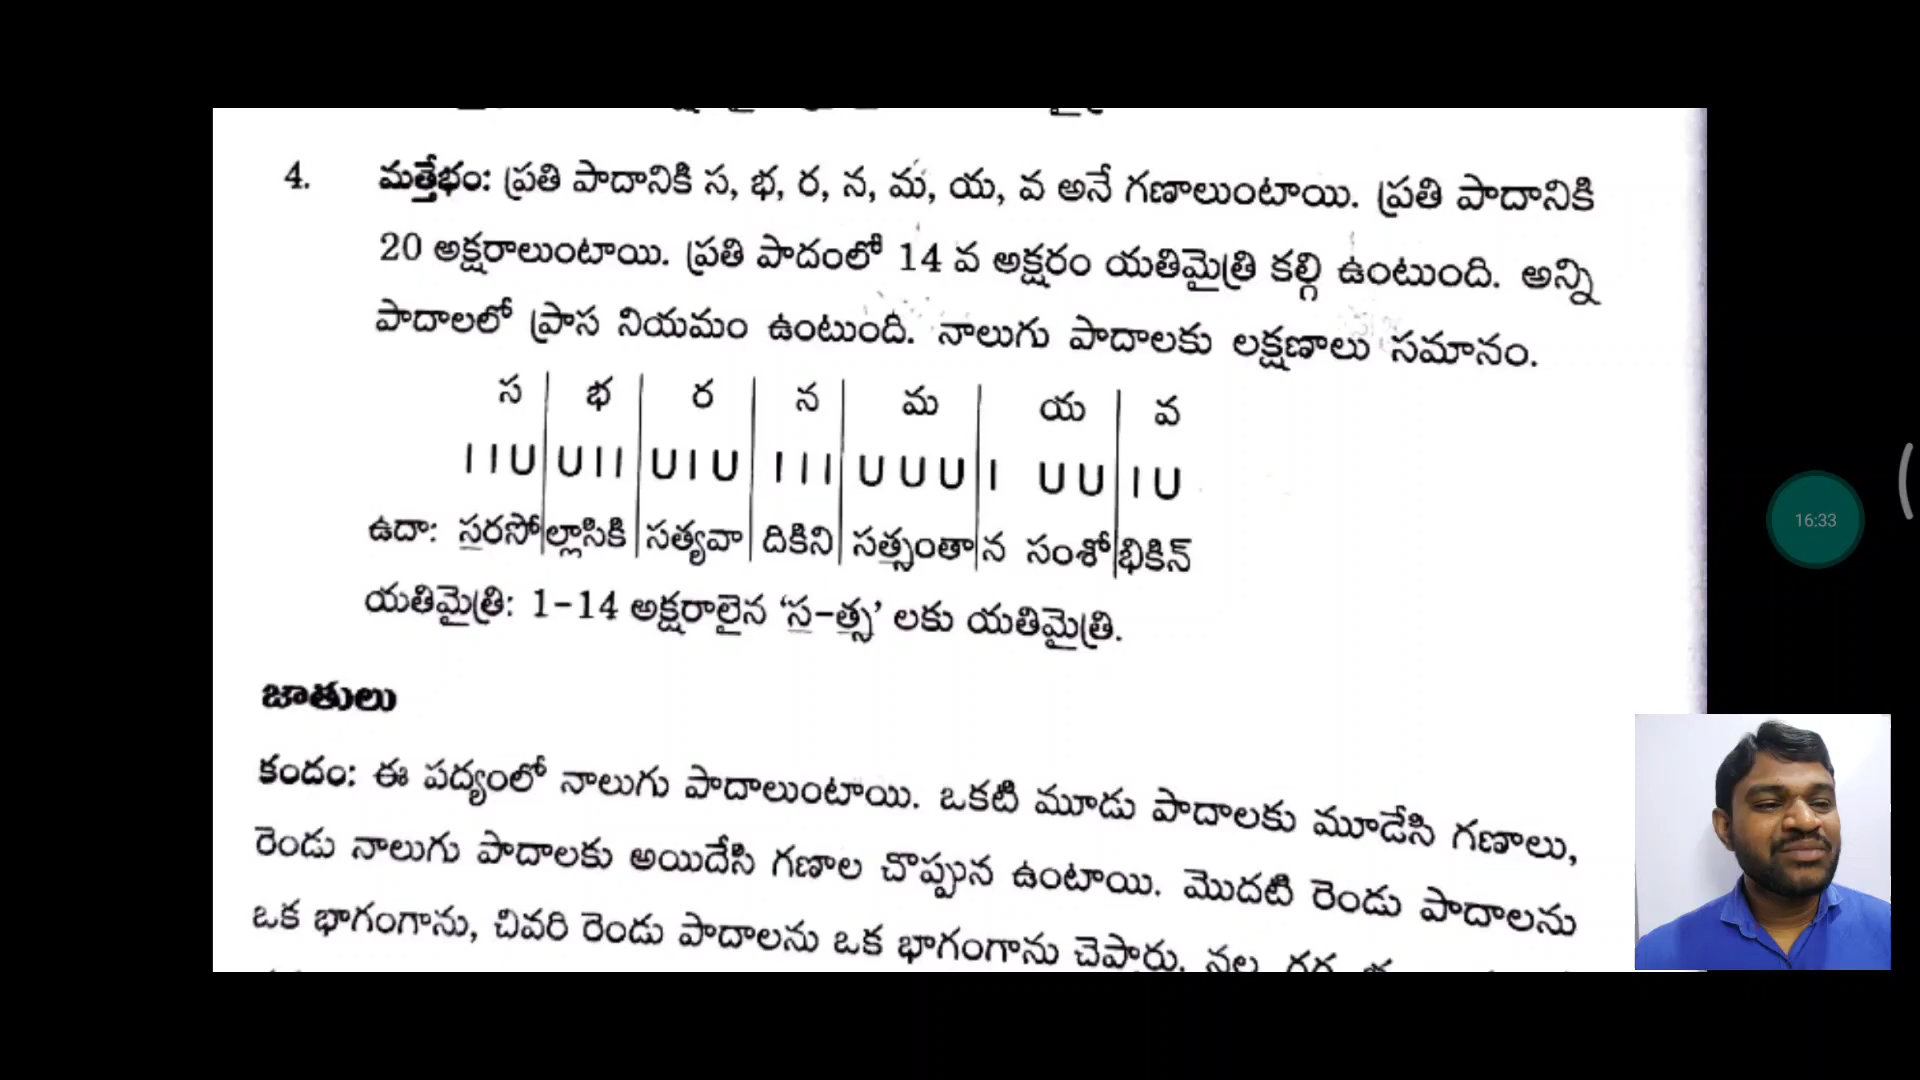 4. మత్తేభం: ప్రతి పాదానికి స, భ, ర, న, మ, య, వ అనే గణాలుంటాయి. ప్రతి పాదానికి
20 అక్షరాలుంటాయి. ప్రతి పాదంలో 14 వ అక్షరం యతిమైత్రి కల్గి ఉంటుంది. అన్ని
పాదాలలో ప్రాస నియమం ఉంటుంది. నాలుగు పాదాలకు లక్షణాలు సమానం.
స | భ | ర | న | మ | య | వ
I I U | U I I | U I U | I I I | U U U | I U U | I U
ఉదా: సరసో|ల్లాసికి | సత్యవా | దికిని | సత్సంతా|న సంశో|భికిన్
యతిమైత్రి: 1-14 అక్షరాలైన ‘స-త్స’ లకు యతిమైత్రి.
జాతులు
కందం: ఈ పద్యంలో నాలుగు పాదాలుంటాయి. ఒకటి మూడు పాదాలకు మూడేసి గణాలు,
రెండు నాలుగు పాదాలకు అయిదేసి గణాల చొప్పున ఉంటాయి. మొదటి రెండు పాదాలను
ఒక భాగంగాను, చివరి రెండు పాదాలను ఒక భాగంగాను చెప్పారు. నల, గగ,
16:33